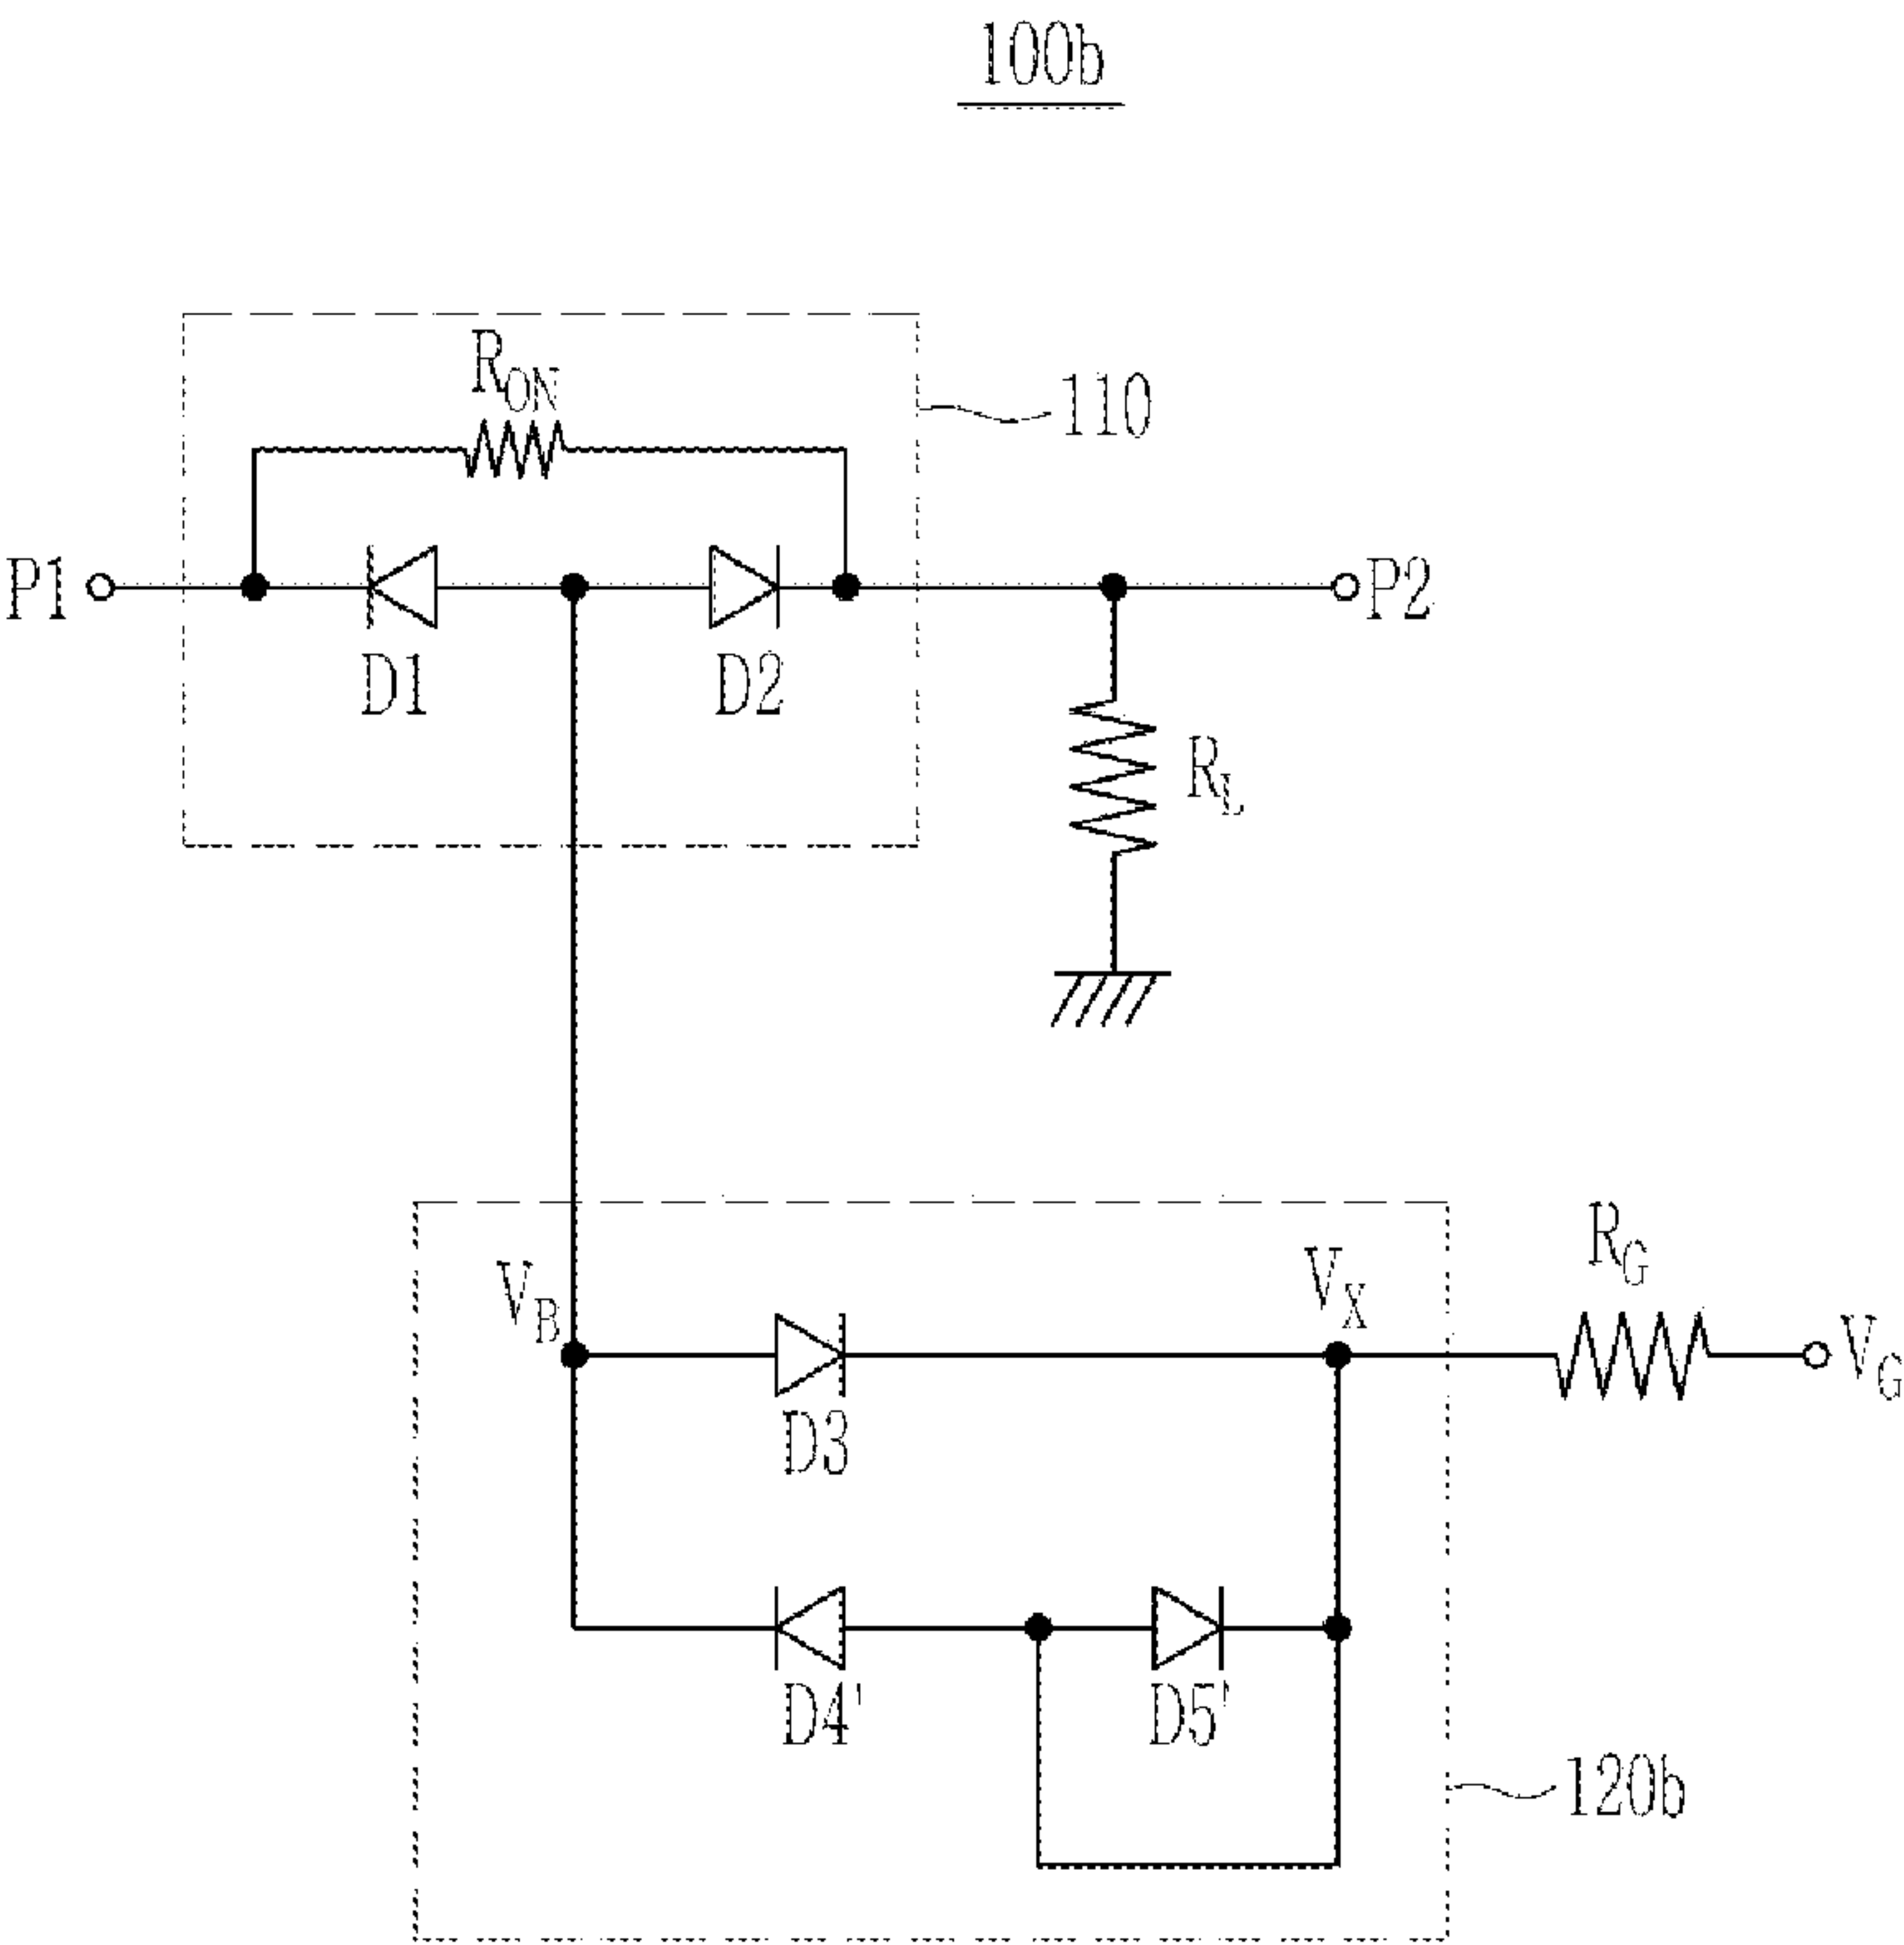 100b
R_ON
110
P1
P2
D1
D2
R_L
V_B
V_X
R_G
V_G
D3
D4'
D5'
120b